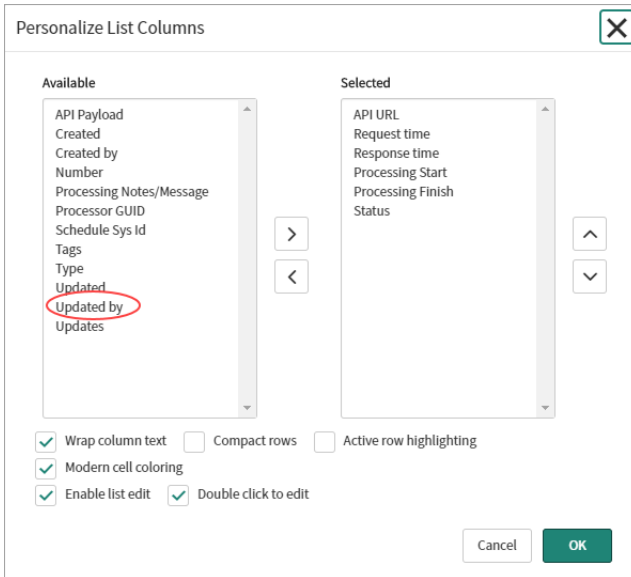 Personalize List Columns
Available
API Payload
Created
Created by
Number
Processing Notes/Message
Processor GUID
Schedule Sys Id
Tags
Type
Updated
Updated by
Updates
Selected
API URL
Request time
Response time
Processing Start
Processing Finish
Status
Wrap column text Compact rows Active row highlighting
Modern cell coloring
Enable list edit Double click to edit
Cancel OK